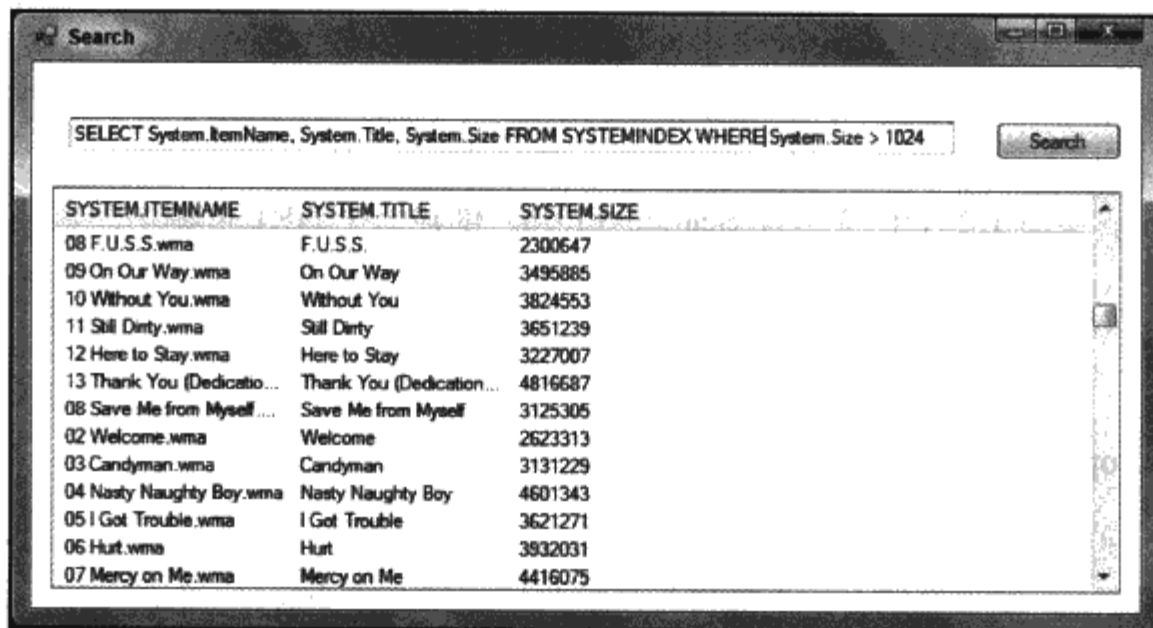 Search
SELECT System.ItemName, System.Title, System.Size FROM SYSTEMINDEX WHERE System.Size > 1024
Search
SYSTEM.ITEMNAME SYSTEM.TITLE SYSTEM.SIZE
08 F.U.S.S.wma F.U.S.S. 2300647
09 On Our Way.wma On Our Way 3495885
10 Without You.wma Without You 3824553
11 Still Dirrty.wma Still Dirrty 3651239
12 Here to Stay.wma Here to Stay 3227007
13 Thank You (Dedicatio... Thank You (Dedication... 4816687
08 Save Me from Myself.... Save Me from Myself 3125305
02 Welcome.wma Welcome 2623313
03 Candyman.wma Candyman 3131229
04 Nasty Naughty Boy.wma Nasty Naughty Boy 4601343
05 I Got Trouble.wma I Got Trouble 3621271
06 Hurt.wma Hurt 3932031
07 Mercy on Me.wma Mercy on Me 4416075